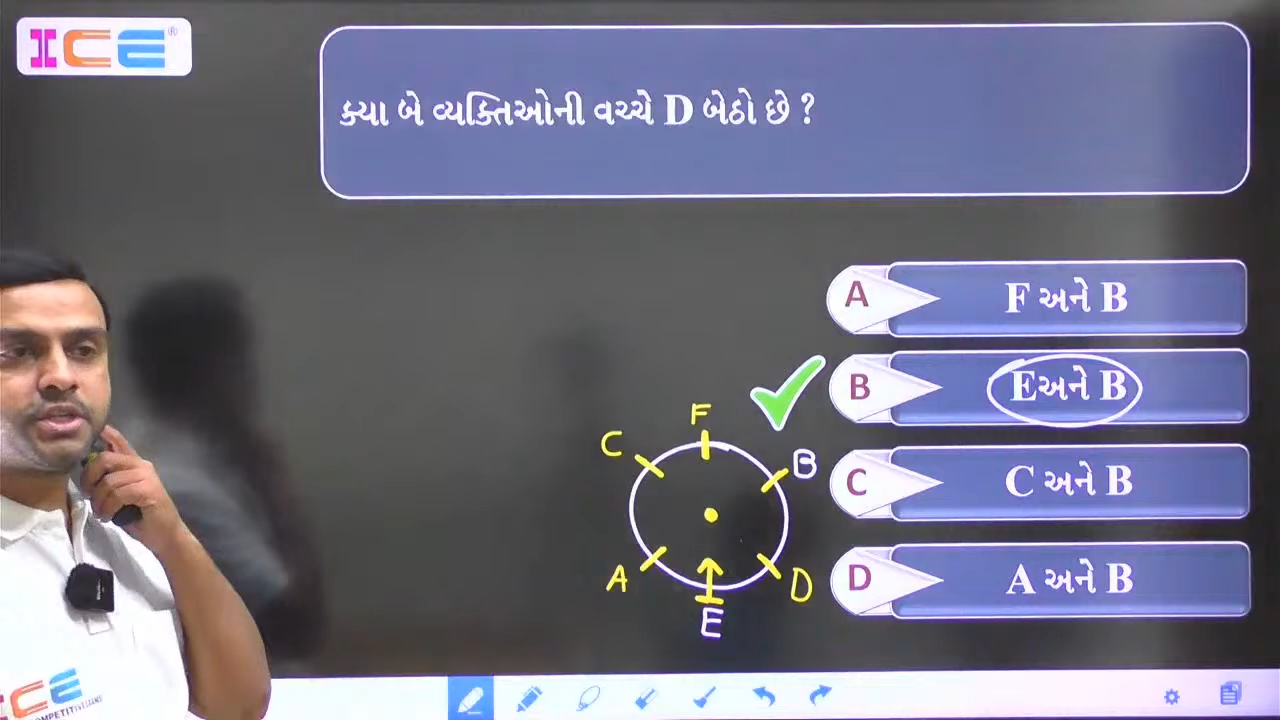 ICE®
ક્યા બે વ્યક્તિઓની વચ્ચે D બેઠો છે ?
A F અને B
B E અને B
C C અને B
D A અને B
F
C
B
A
D
E
ICE